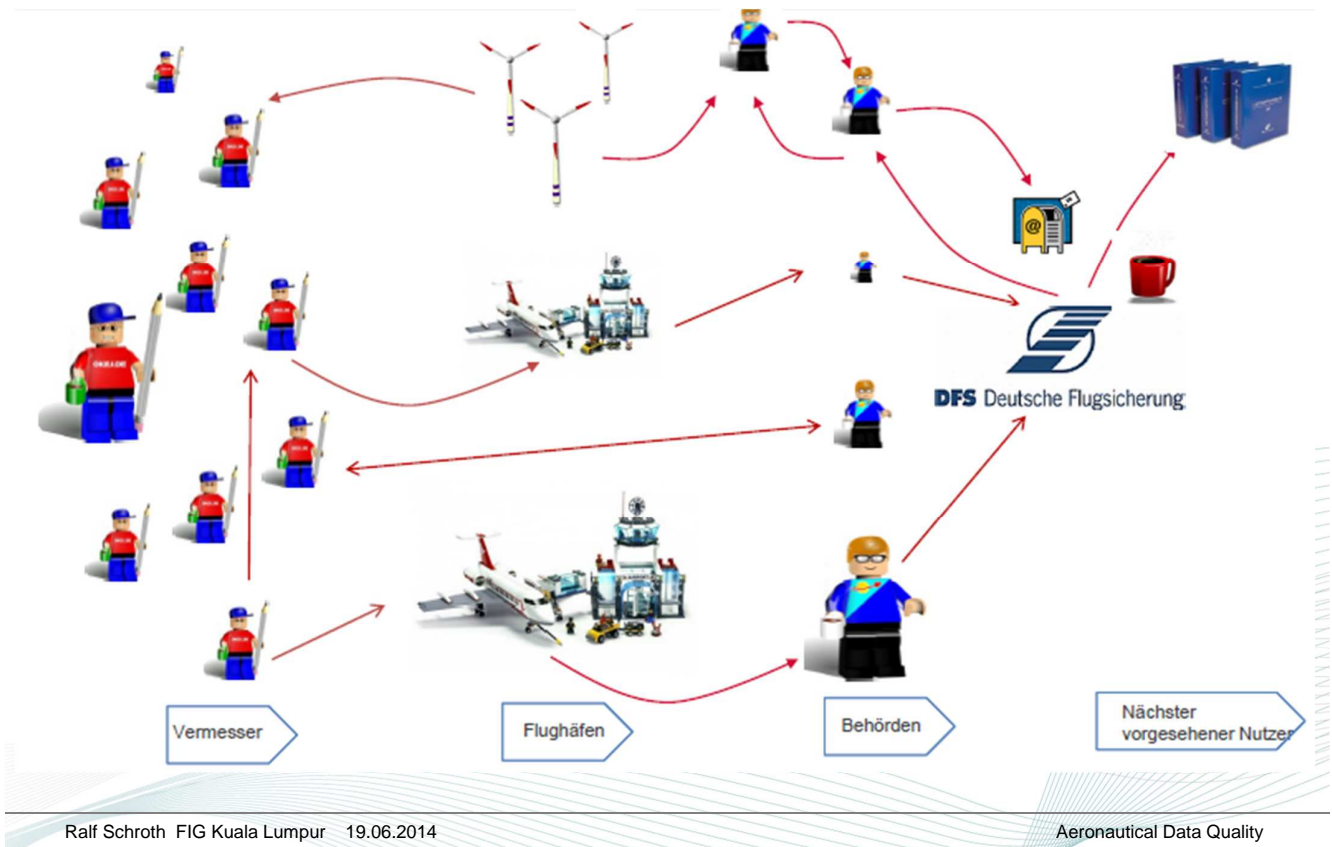 DFS Deutsche Flugsicherung
Vermesser
Flughäfen
Behörden
Nächster
vorgesehener Nutzer
Ralf Schroth FIG Kuala Lumpur 19.06.2014
Aeronautical Data Quality